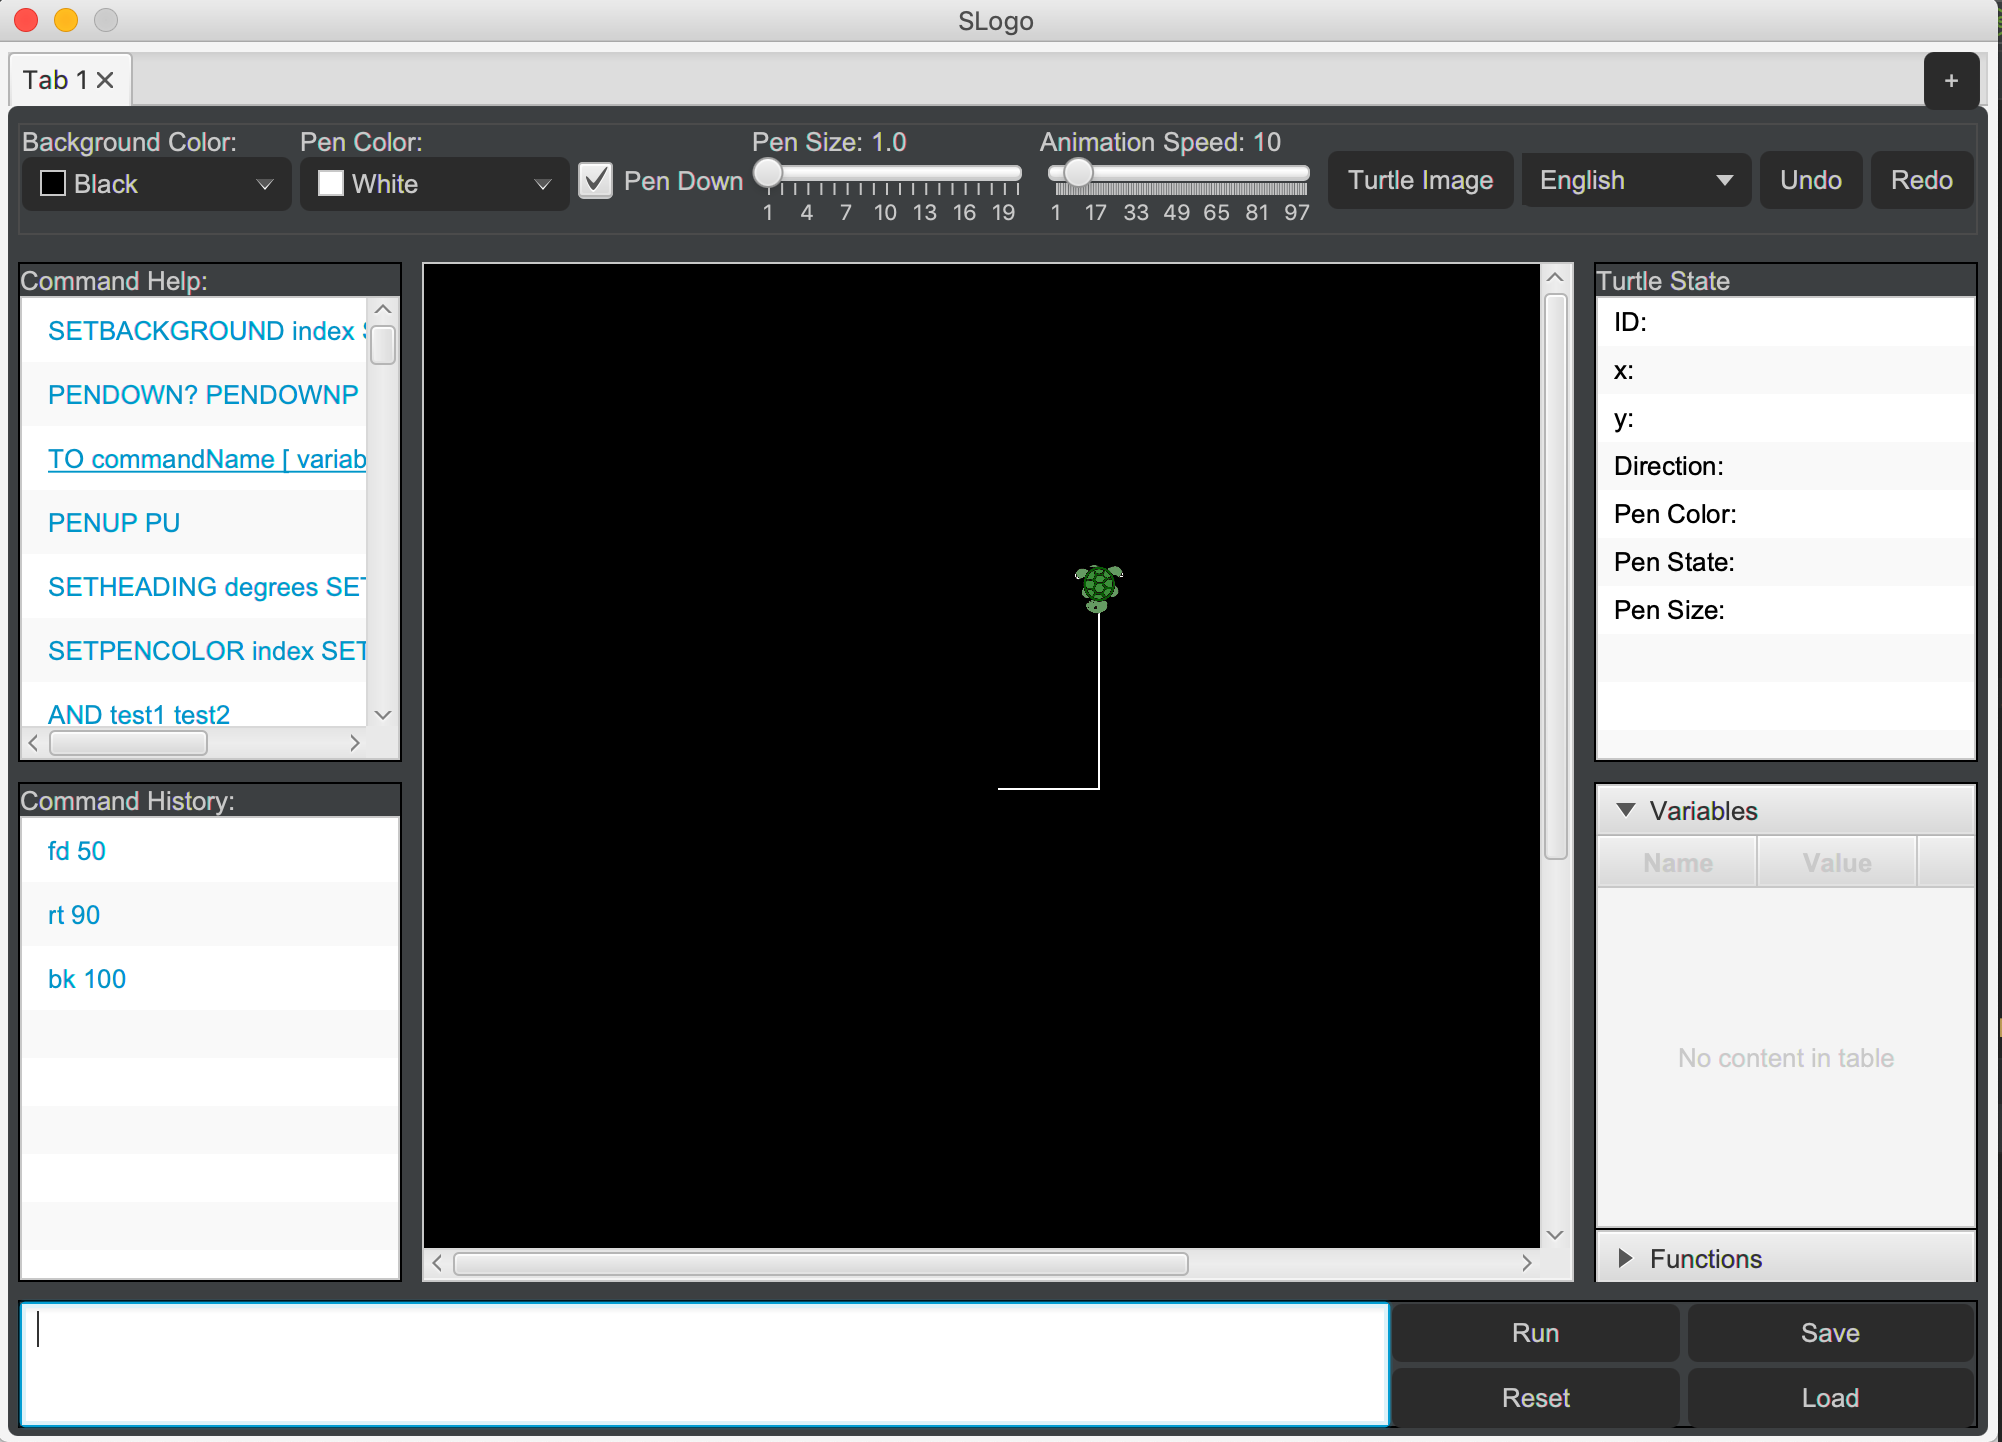 SLogo
Tab 1
+
Background Color:
Black
Pen Color:
White
Pen Down
Pen Size: 1.0
1 4 7 10 13 16 19
Animation Speed: 10
1 17 33 49 65 81 97
Turtle Image
English
Undo
Redo
Command Help:
SETBACKGROUND index
PENDOWN? PENDOWNP
TO commandName [ variab
PENUP PU
SETHEADING degrees SET
SETPENCOLOR index SET
AND test1 test2
Command History:
fd 50
rt 90
bk 100
Turtle State
ID:
x:
y:
Direction:
Pen Color:
Pen State:
Pen Size:
Variables
Name Value
No content in table
Functions
Run
Save
Reset
Load